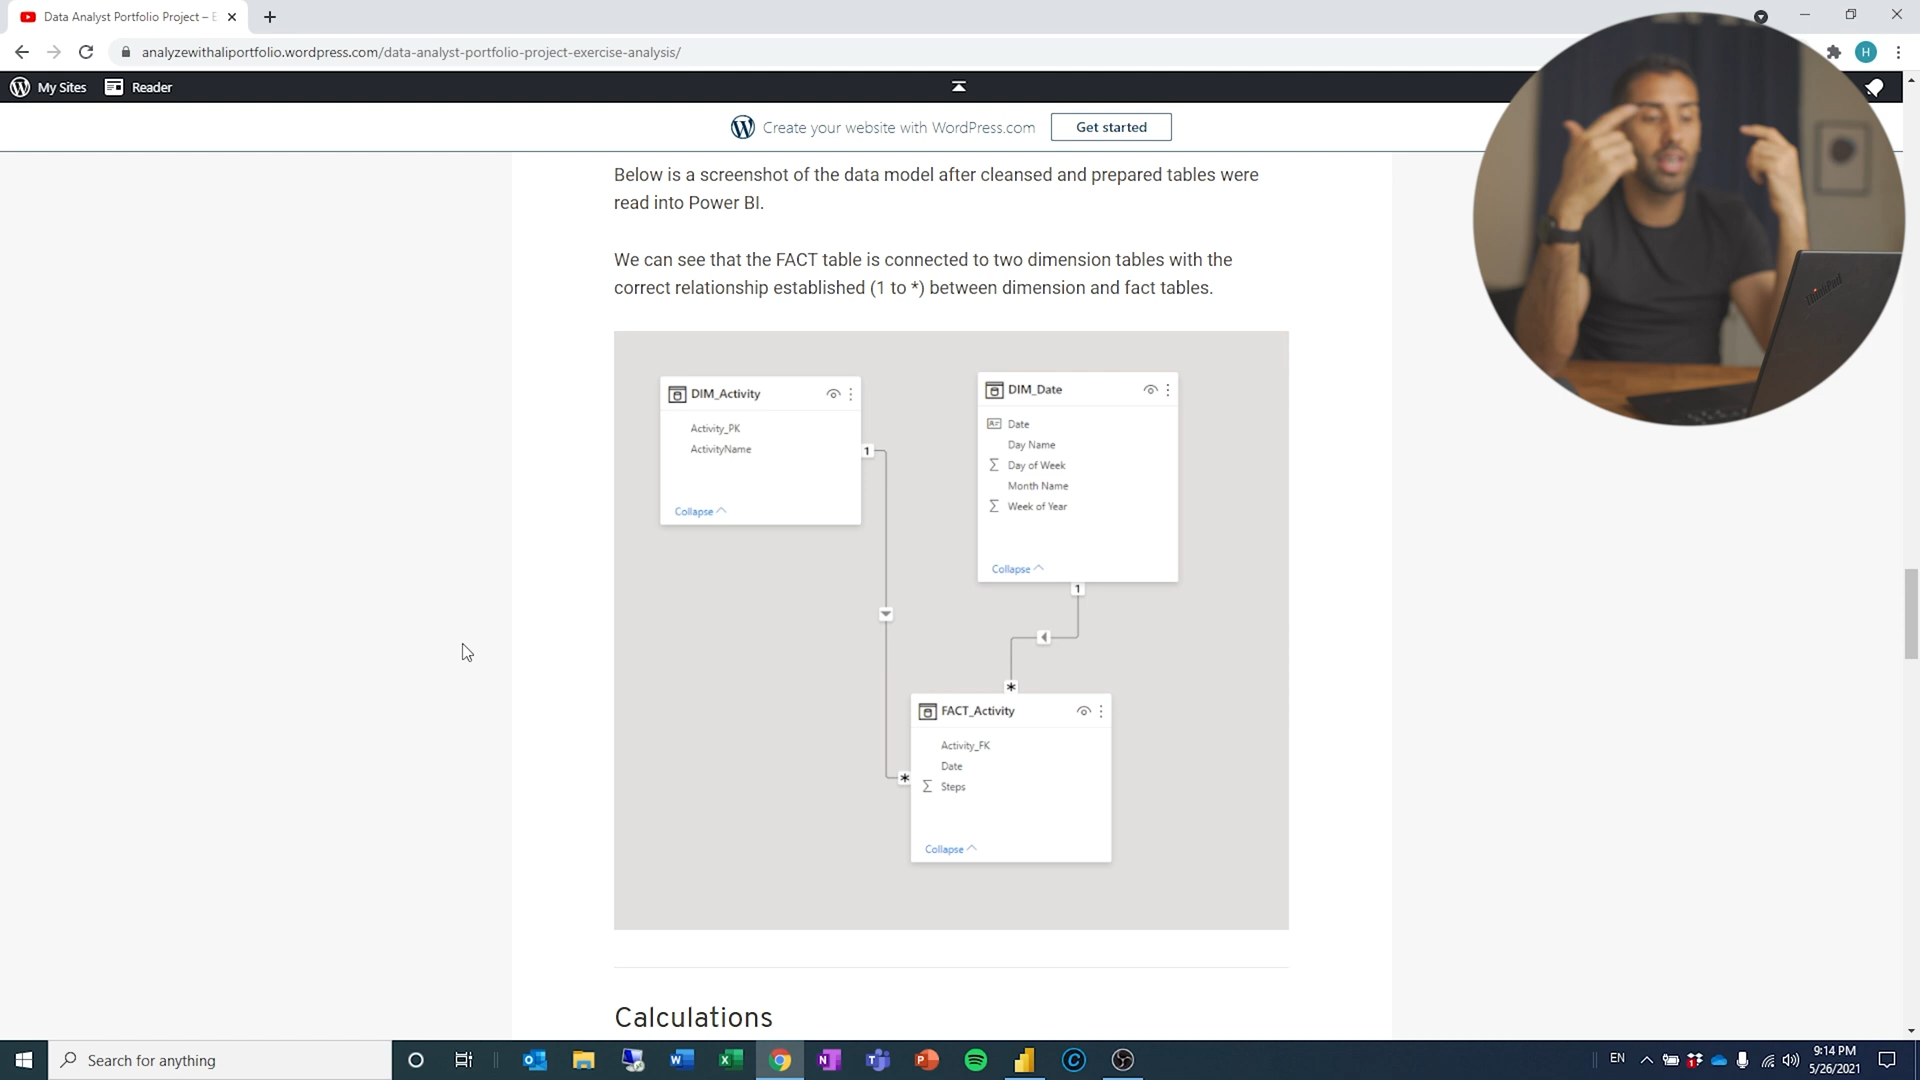 Data Analyst Portfolio Project – E
analyzewithaliportfolio.wordpress.com/data-analyst-portfolio-project-exercise-analysis/
H
My Sites
Reader
Create your website with WordPress.com
Get started
Below is a screenshot of the data model after cleansed and prepared tables were
read into Power BI.
We can see that the FACT table is connected to two dimension tables with the
correct relationship established (1 to *) between dimension and fact tables.
DIM_Activity
Activity_PK
ActivityName
Collapse
1
DIM_Date
Date
Day Name
Σ Day of Week
Month Name
Σ Week of Year
Collapse
1
*
FACT_Activity
Activity_FK
Date
Σ Steps
Collapse
*
ThinkPad
Calculations
Search for anything
EN
9:14 PM
5/26/2021